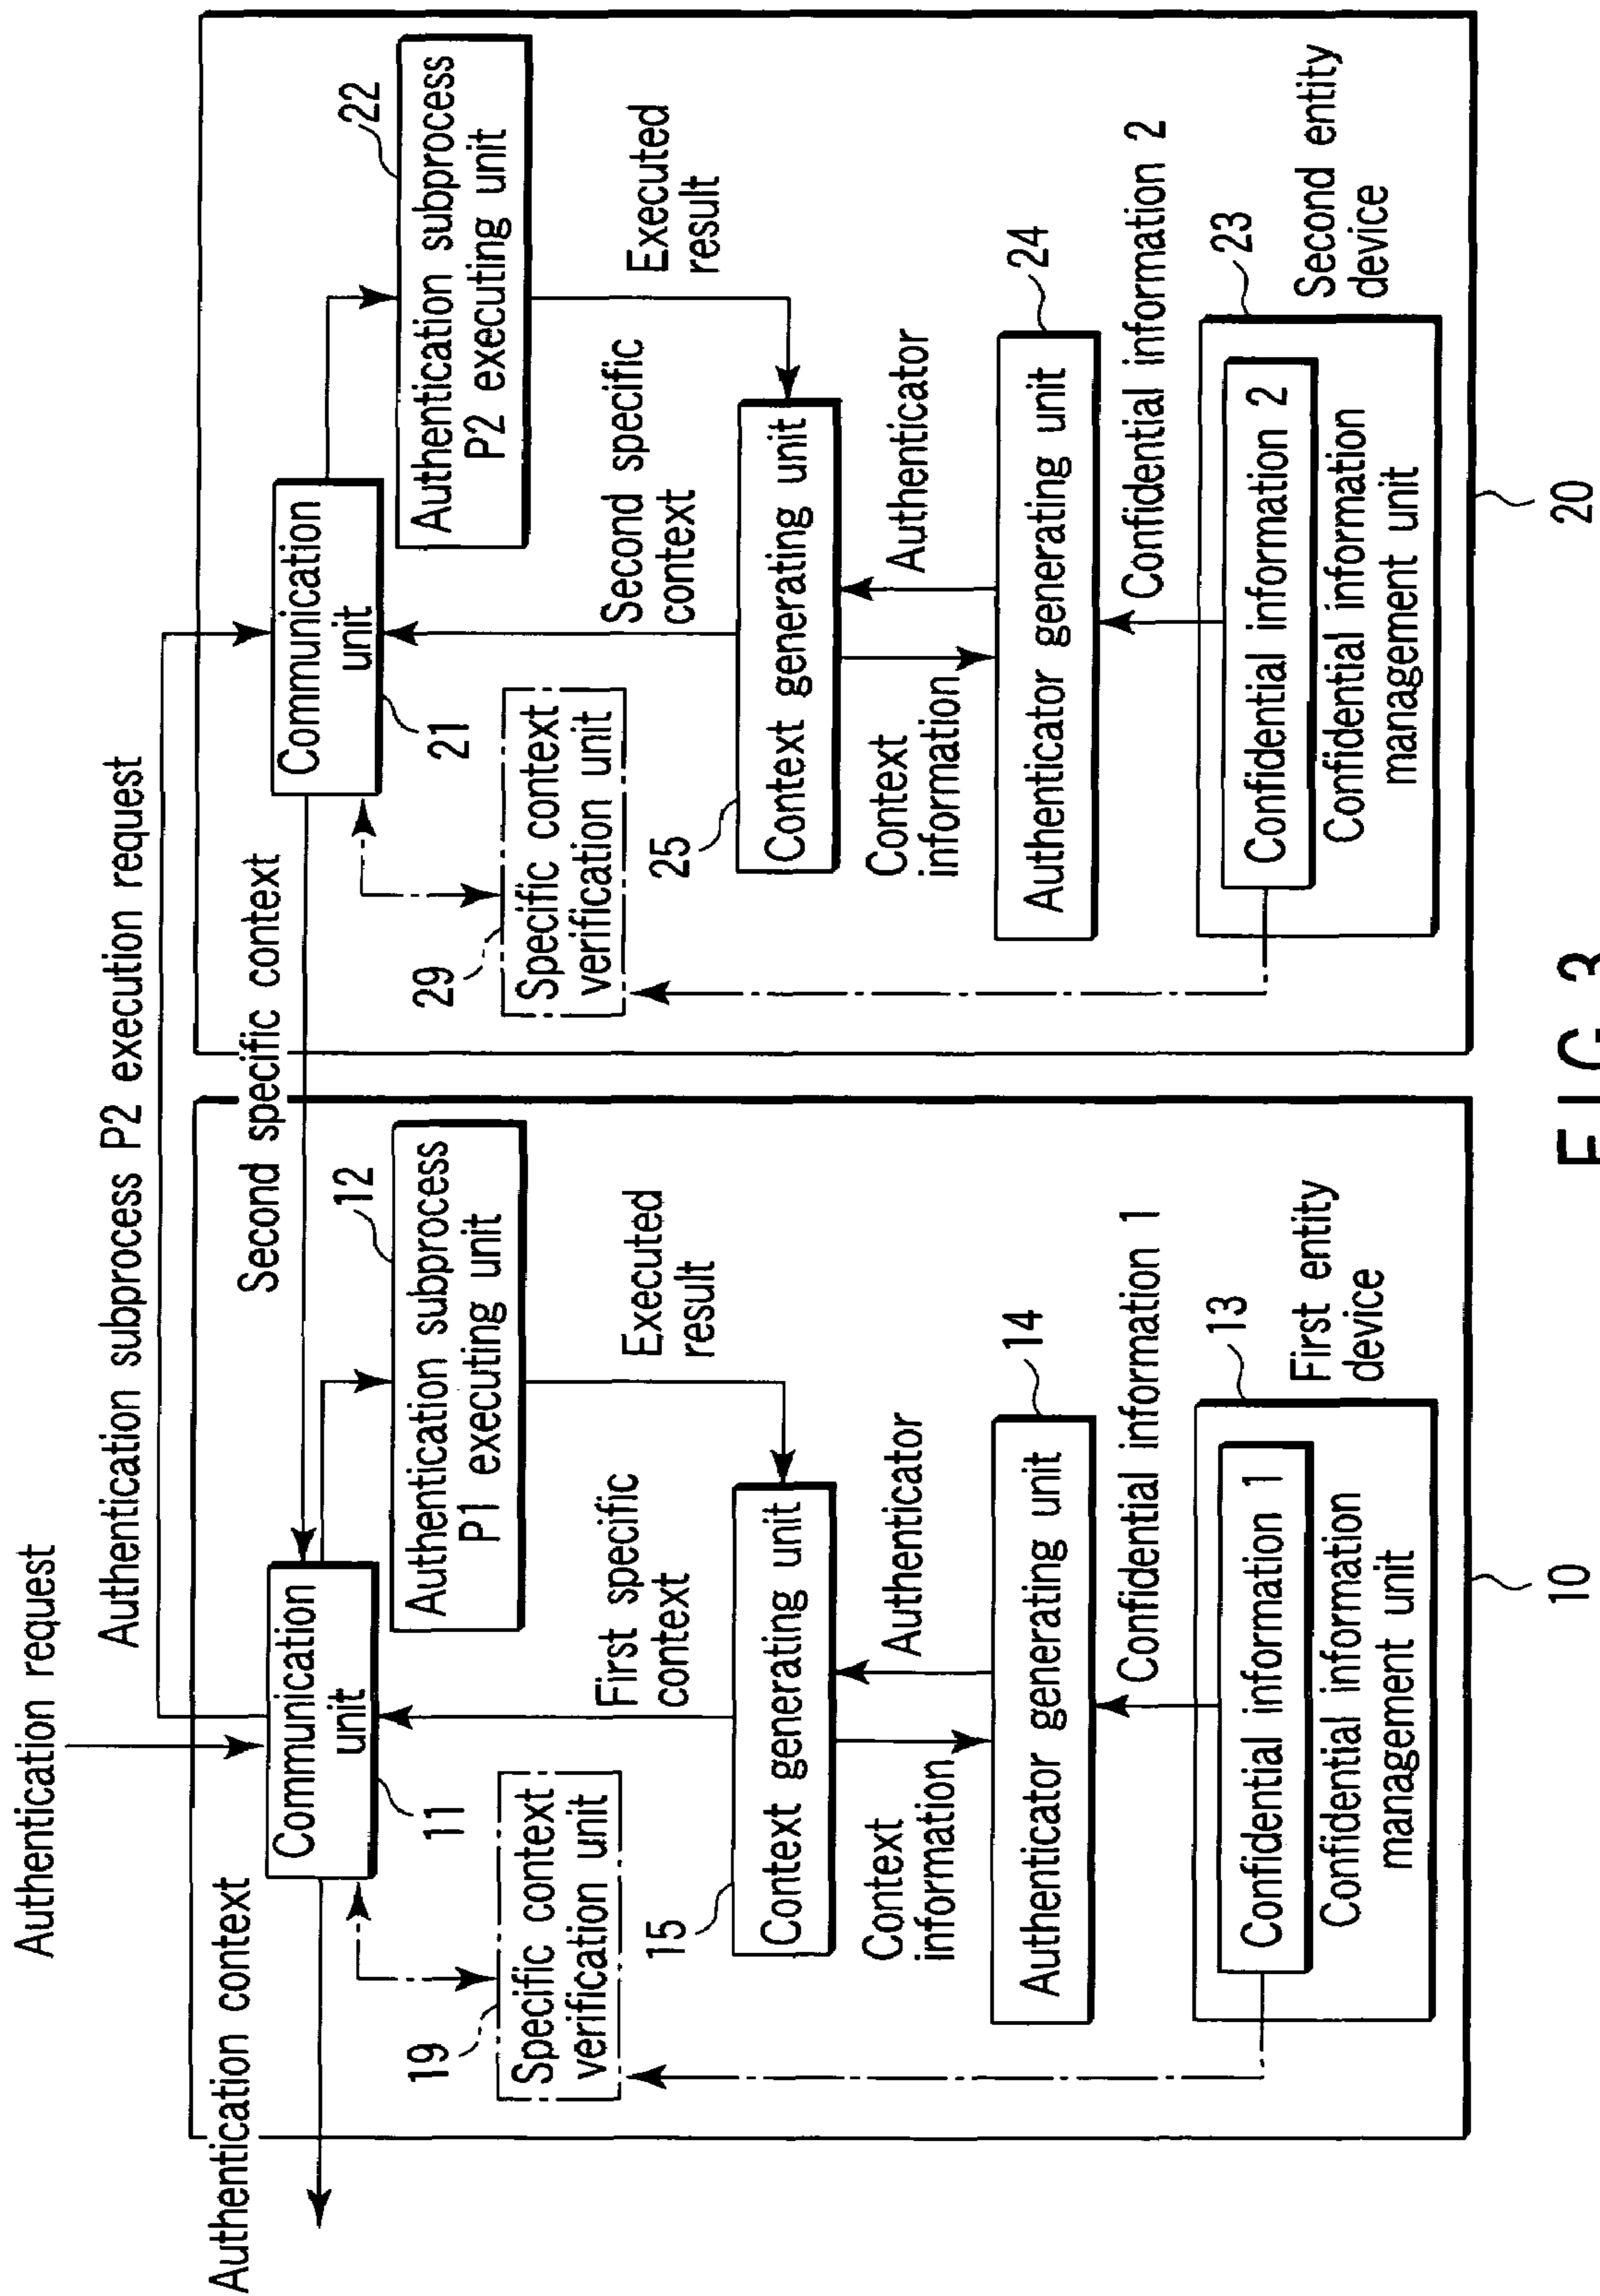 Authentication request
Authentication subprocess P2 execution request
Authentication context
Second specific context
Communication
unit
11
12
Authentication subprocess
P1 executing unit
19
Specific context
verification unit
First specific
context
Executed
result
15
Context generating unit
Context
information
Authenticator
14
Authenticator generating unit
Confidential information 1
13
Confidential information 1
Confidential information
management unit
First entity
device
10
Communication
unit
21
22
Authentication subprocess
P2 executing unit
29
Specific context
verification unit
Second specific
context
Executed
result
25
Context generating unit
Context
information
Authenticator
24
Authenticator generating unit
Confidential information 2
23
Confidential information 2
Confidential information
management unit
Second entity
device
20
FIG. 3